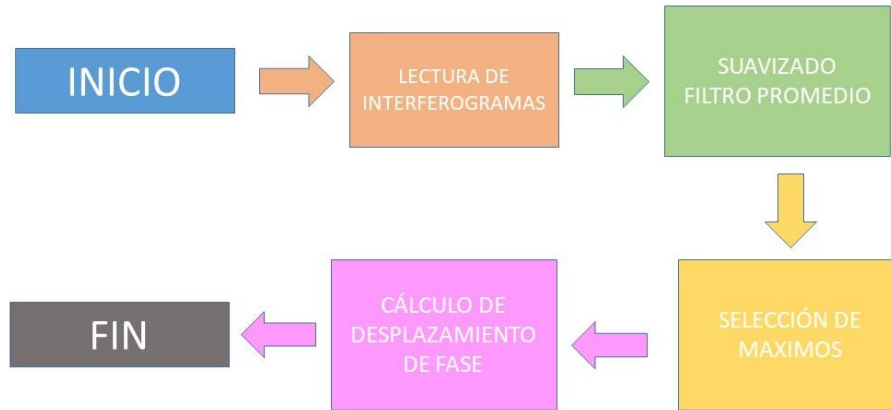 INICIO
LECTURA DE
INTERFEROGRAMAS
SUAVIZADO
FILTRO PROMEDIO
SELECCIÓN DE
MAXIMOS
CÁLCULO DE
DESPLAZAMIENTO
DE FASE
FIN